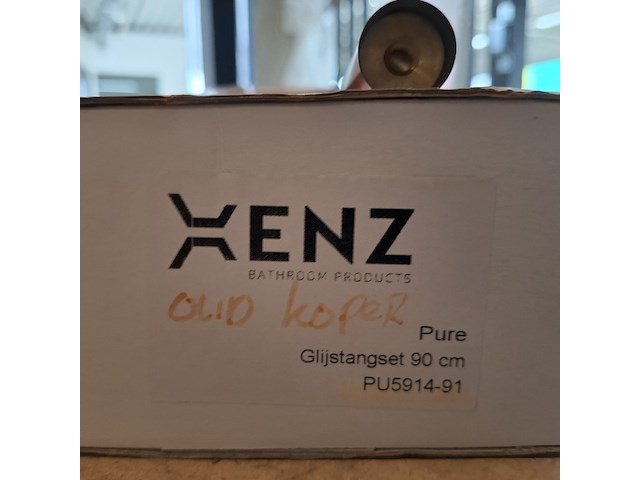 XENZ
BATHROOM PRODUCTS
OLID KOPER
Pure
Glijstangset 90 cm
PU5914-91